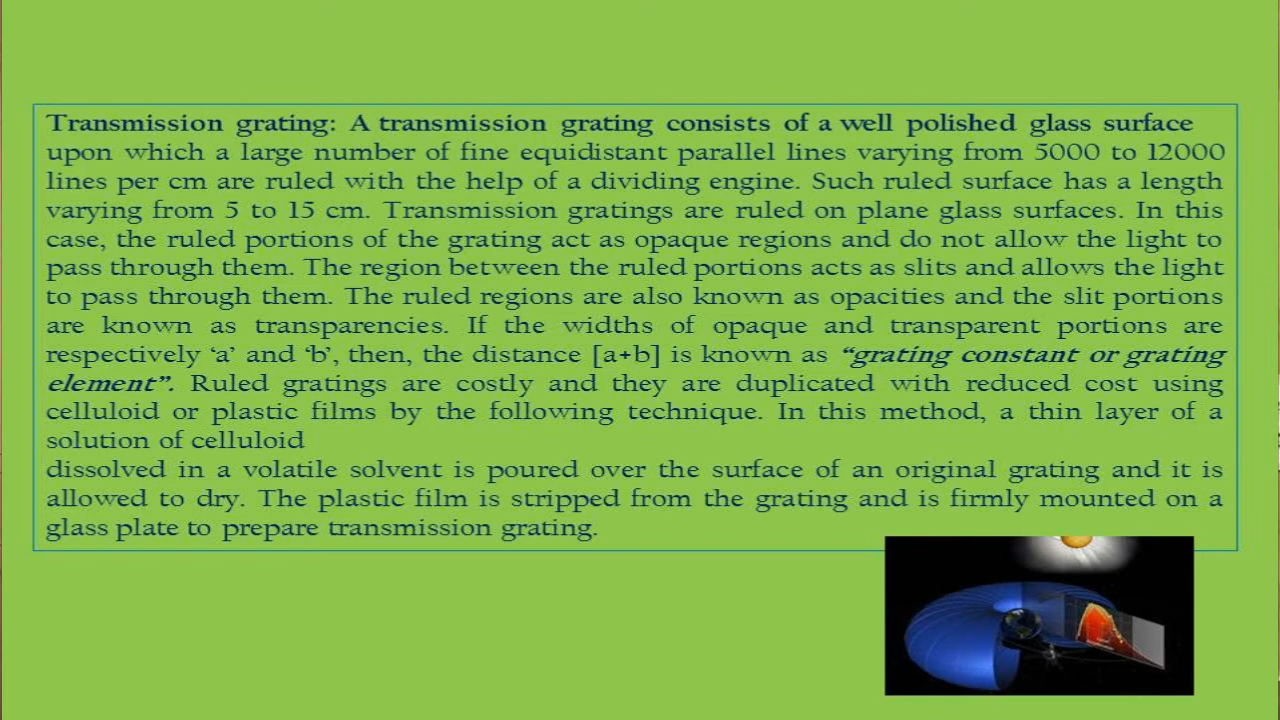 Transmission grating: A transmission grating consists of a well polished glass surface
upon which a large number of fine equidistant parallel lines varying from 5000 to 12000
lines per cm are ruled with the help of a dividing engine. Such ruled surface has a length
varying from 5 to 15 cm. Transmission gratings are ruled on plane glass surfaces. In this
case, the ruled portions of the grating act as opaque regions and do not allow the light to
pass through them. The region between the ruled portions acts as slits and allows the light
to pass through them. The ruled regions are also known as opacities and the slit portions
are known as transparencies. If the widths of opaque and transparent portions are
respectively ‘a’ and ‘b’, then, the distance [a+b] is known as “grating constant or grating
element”. Ruled gratings are costly and they are duplicated with reduced cost using
celluloid or plastic films by the following technique. In this method, a thin layer of a
solution of celluloid
dissolved in a volatile solvent is poured over the surface of an original grating and it is
allowed to dry. The plastic film is stripped from the grating and is firmly mounted on a
glass plate to prepare transmission grating.